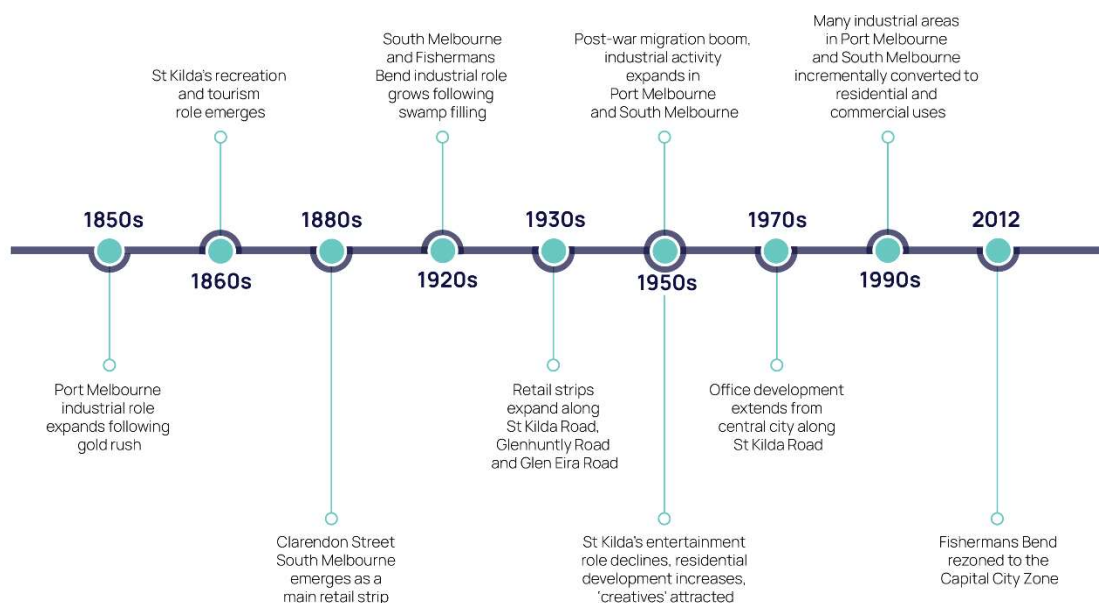 1850s
Port Melbourne
industrial role
expands following
gold rush
St Kilda's recreation
and tourism
role emerges
1860s
1880s
Clarendon Street
South Melbourne
emerges as a
main retail strip
South Melbourne
and Fishermans
Bend industrial role
grows following
swamp filling
1920s
1930s
Retail strips
expand along
St Kilda Road,
Glenhuntly Road
and Glen Eira Road
Post-war migration boom,
industrial activity
expands in
Port Melbourne
and South Melbourne
1950s
St Kilda's entertainment
role declines, residential
development increases,
'creatives' attracted
1970s
Office development
extends from
central city along
St Kilda Road
Many industrial areas
in Port Melbourne
and South Melbourne
incrementally converted to
residential and
commercial uses
1990s
2012
Fishermans Bend
rezoned to the
Capital City Zone